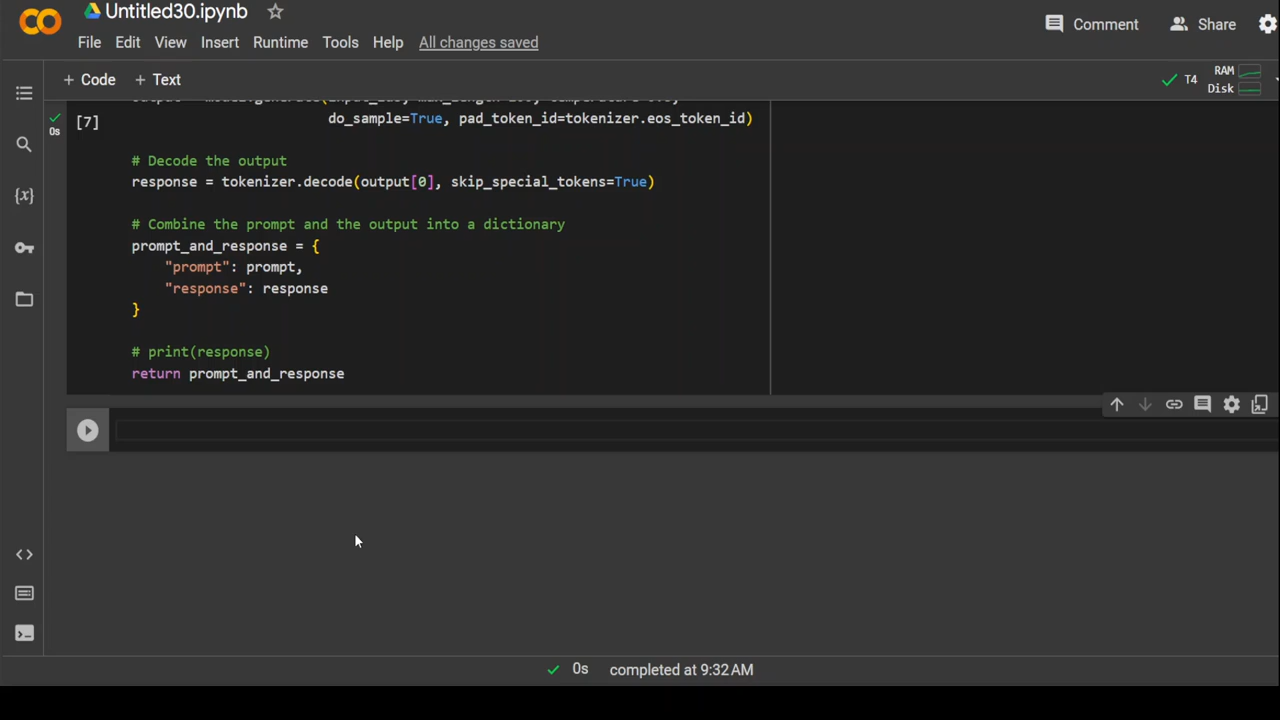 Untitled30.ipynb
Comment
Share
File Edit View Insert Runtime Tools Help All changes saved
+ Code + Text
T4
RAM
Disk
0s
[7]
do_sample=True, pad_token_id=tokenizer.eos_token_id)
# Decode the output
response = tokenizer.decode(output[0], skip_special_tokens=True)
# Combine the prompt and the output into a dictionary
prompt_and_response = {
"prompt": prompt,
"response": response
}
# print(response)
return prompt_and_response
{x}
0s completed at 9:32 AM